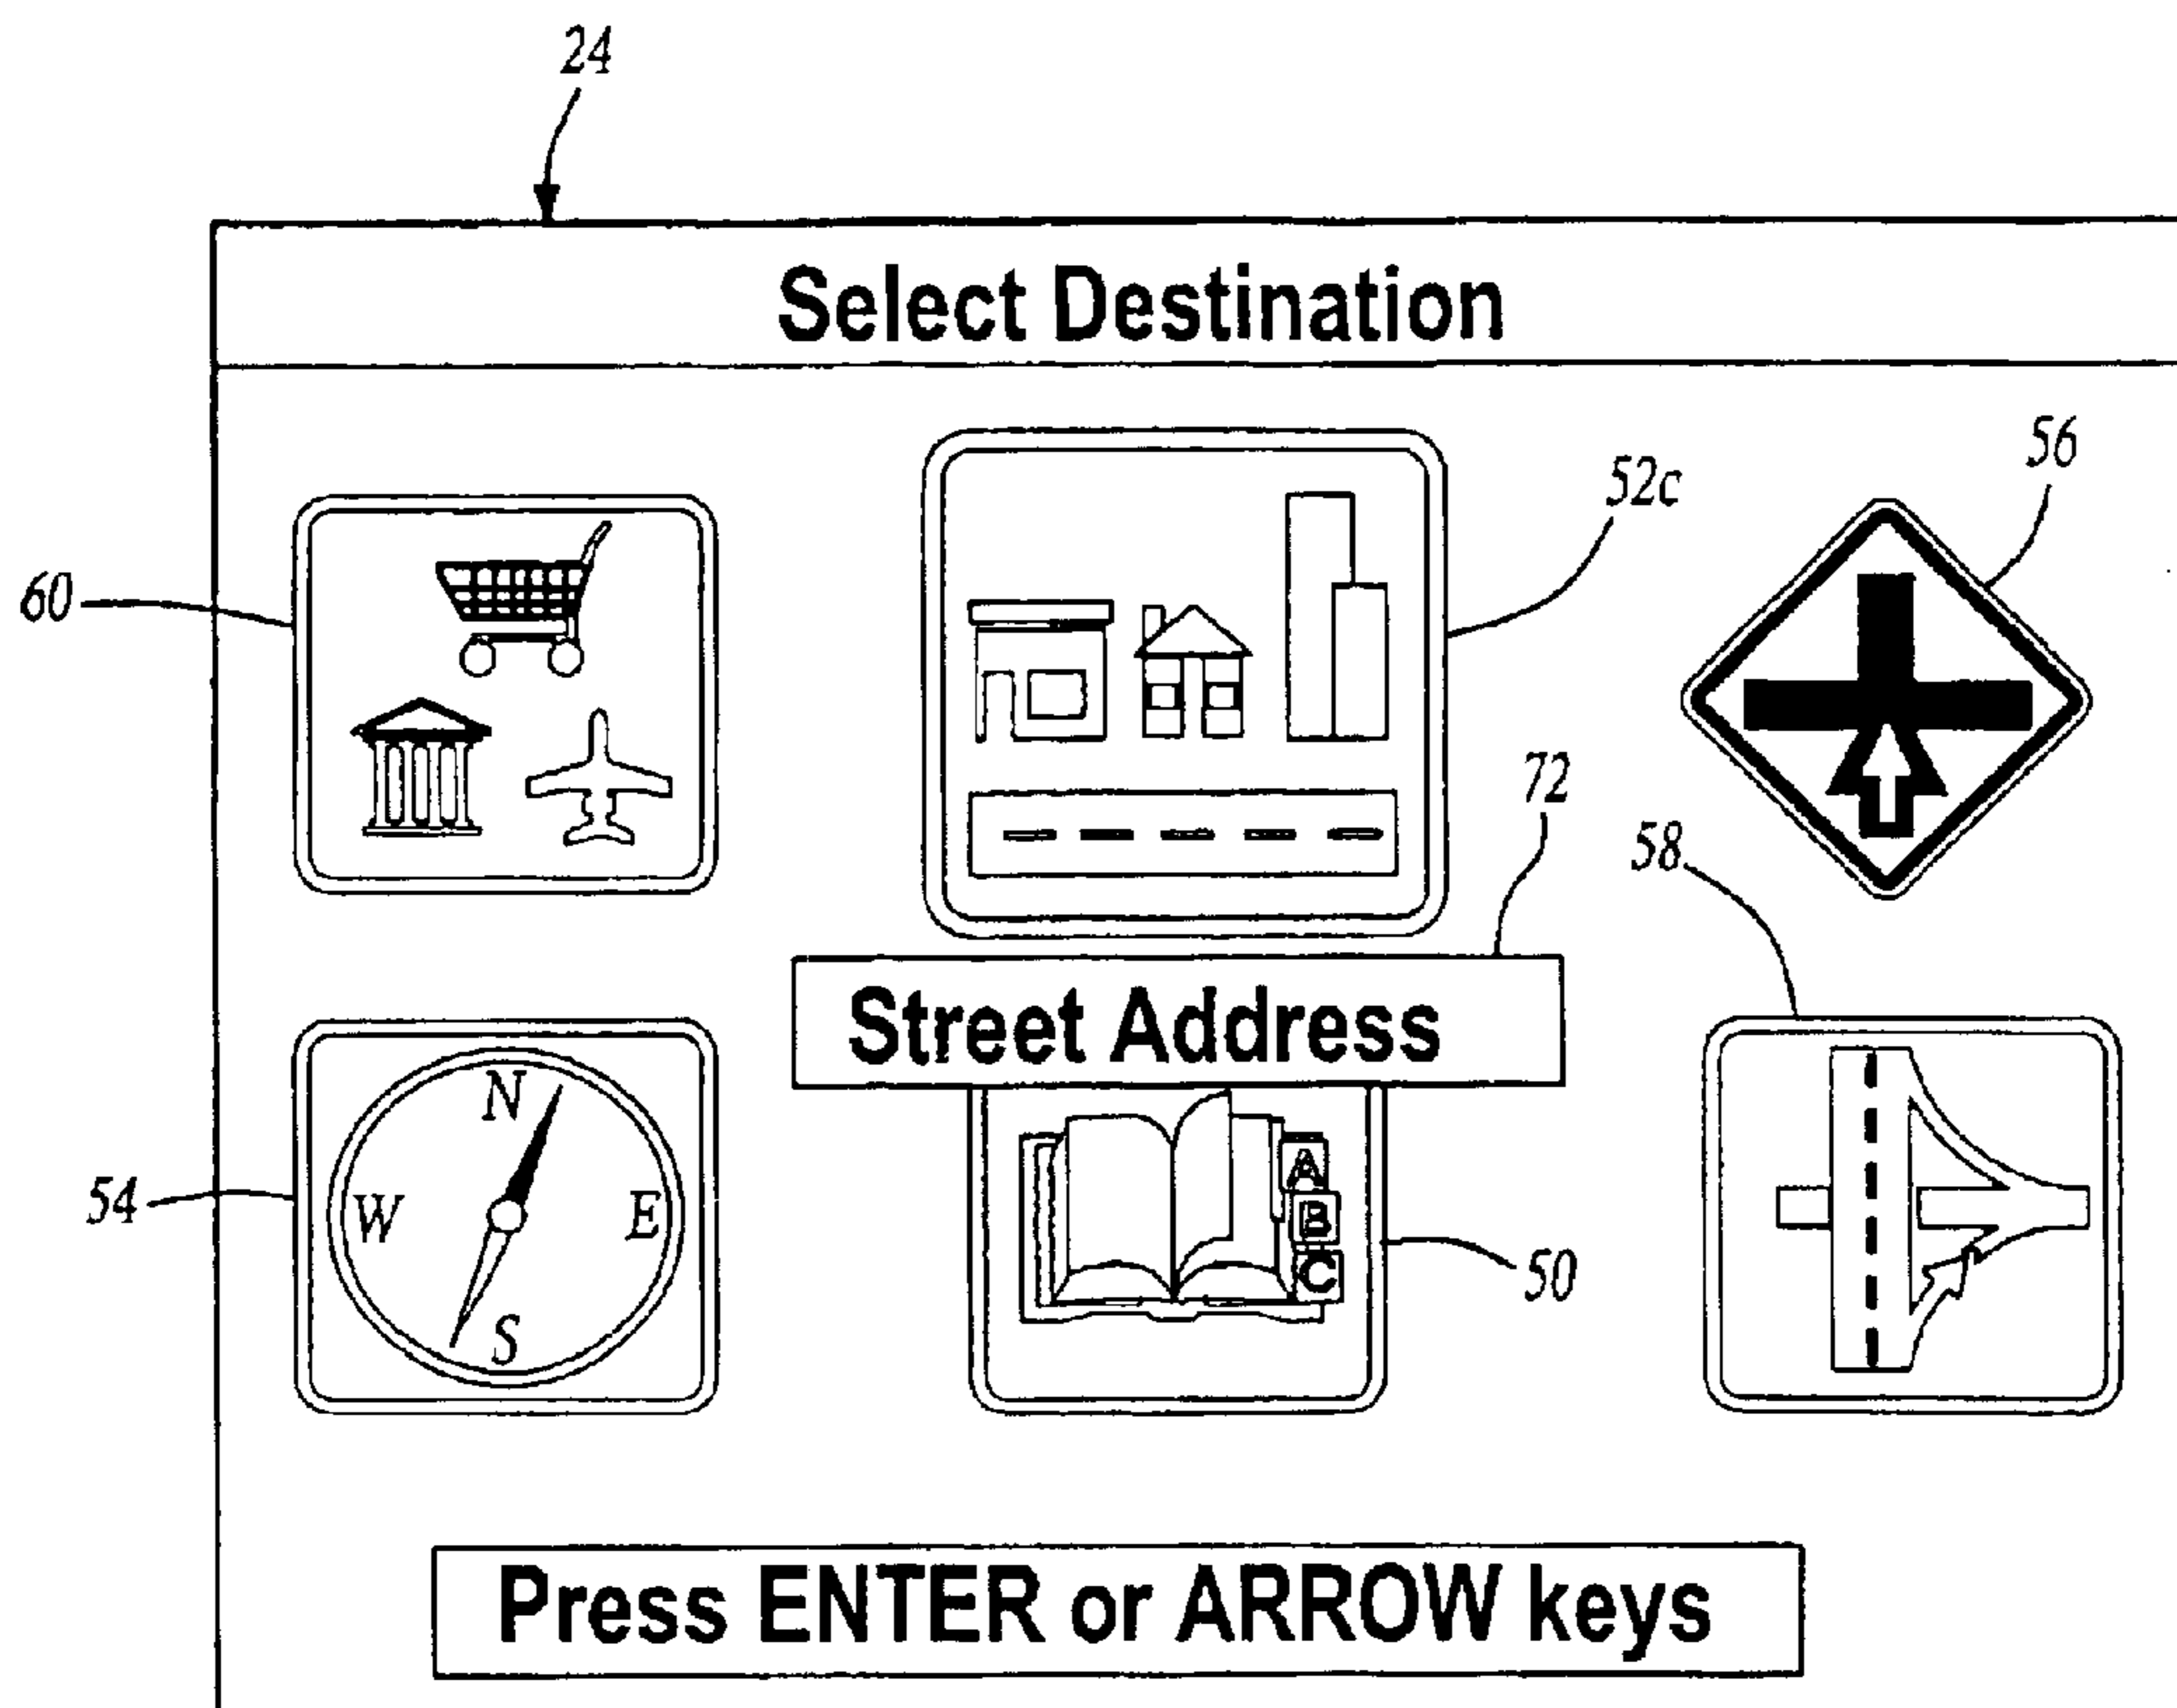 24
Select Destination
56
52c
60
72
58
Street Address
N
W E
S
54
A
B
C
50
Press ENTER or ARROW keys